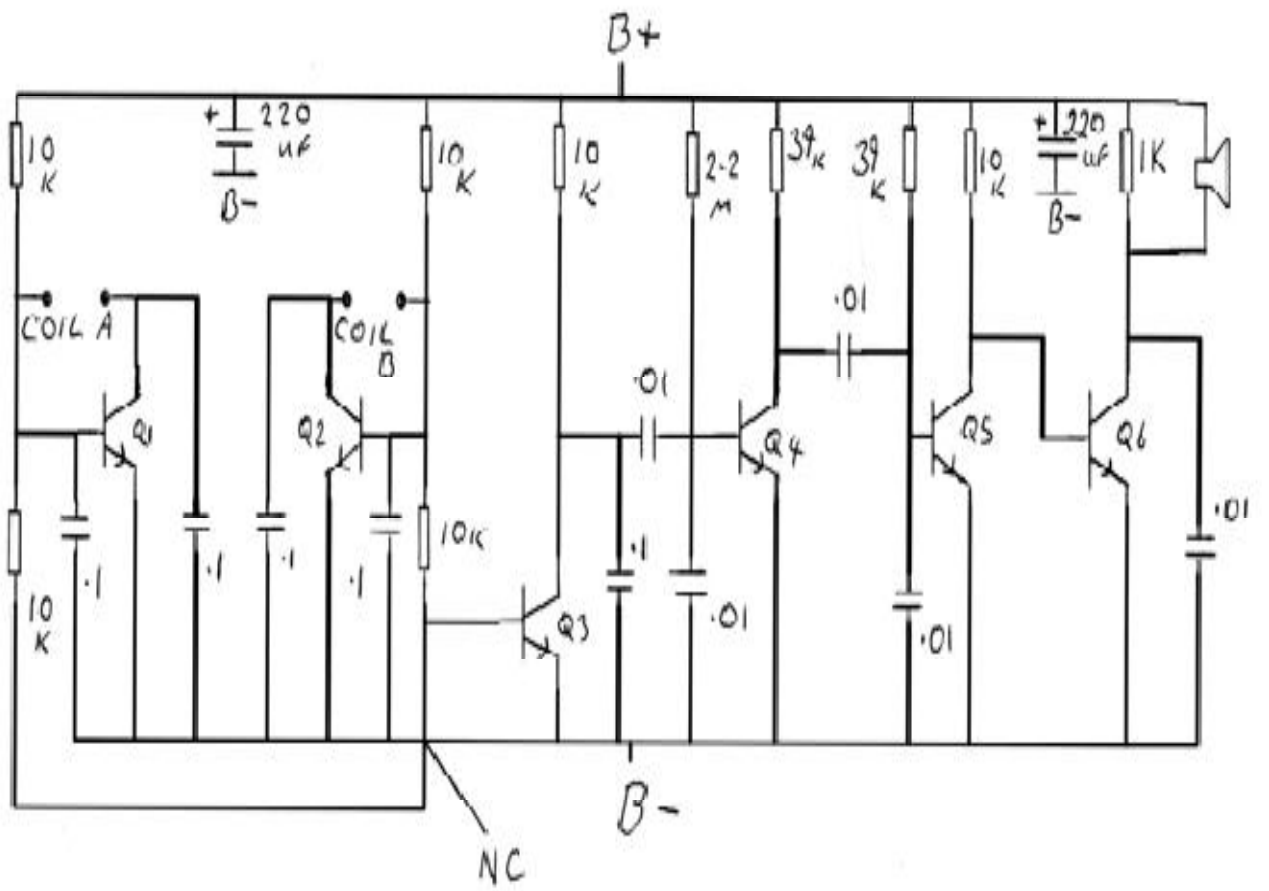 B+
10
K
+
220
uF
B-
10
K
10
K
2.2
M
39
K
39
K
10
K
+
220
uF
B-
1K
COIL A
COIL
B
.01
.01
Q1
Q2
Q4
Q5
Q6
.1
.1
.1
.1
10K
10
K
Q3
.1
.01
.01
.01
B-
NC